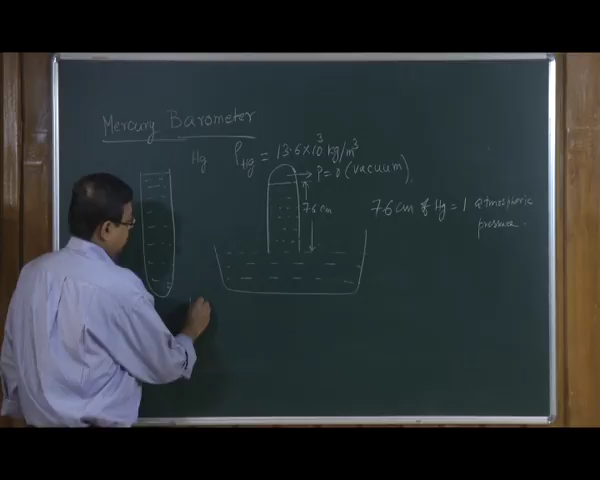 Mercury Barometer
Hg ρHg = 13.6×10³ kg/m³
P=0 (vacuum)
76 cm
76 cm of Hg = 1 atmospheric
pressure.